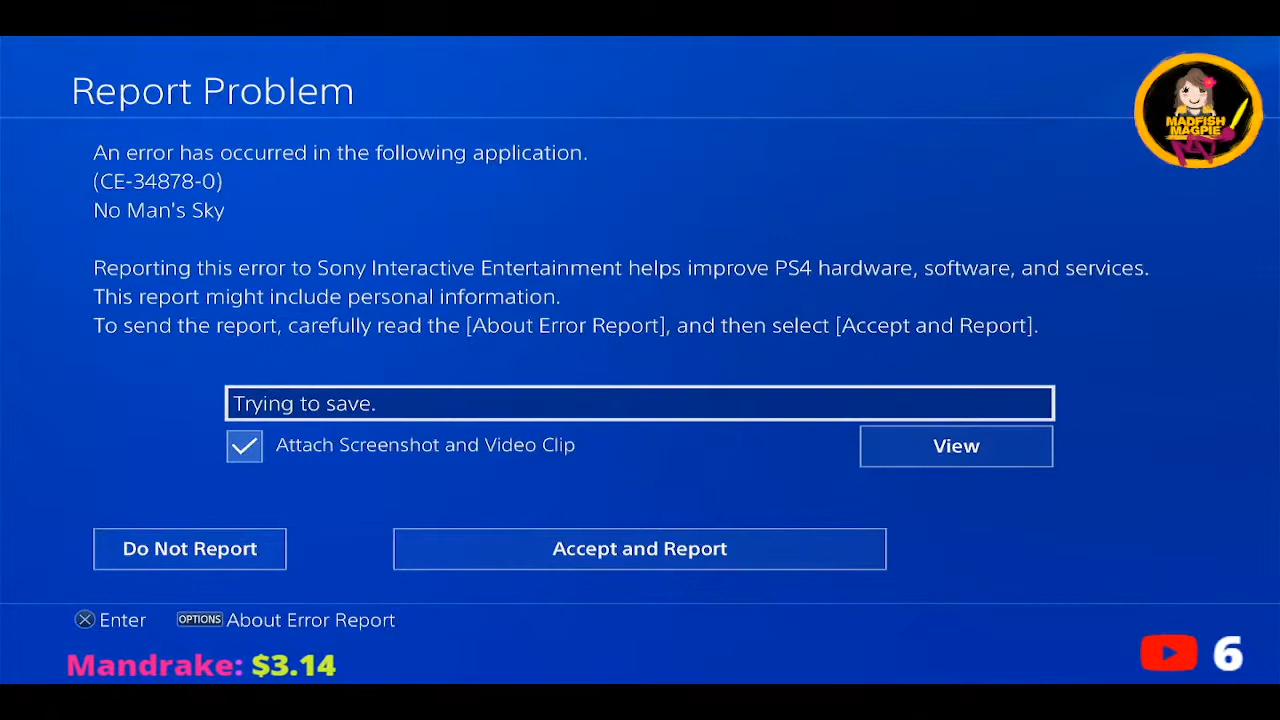 Report Problem
MADFISH
MAGPIE
An error has occurred in the following application.
(CE-34878-0)
No Man's Sky
Reporting this error to Sony Interactive Entertainment helps improve PS4 hardware, software, and services.
This report might include personal information.
To send the report, carefully read the [About Error Report], and then select [Accept and Report].
Trying to save.
Attach Screenshot and Video Clip
View
Do Not Report
Accept and Report
Enter
OPTIONS About Error Report
Mandrake: $3.14
6